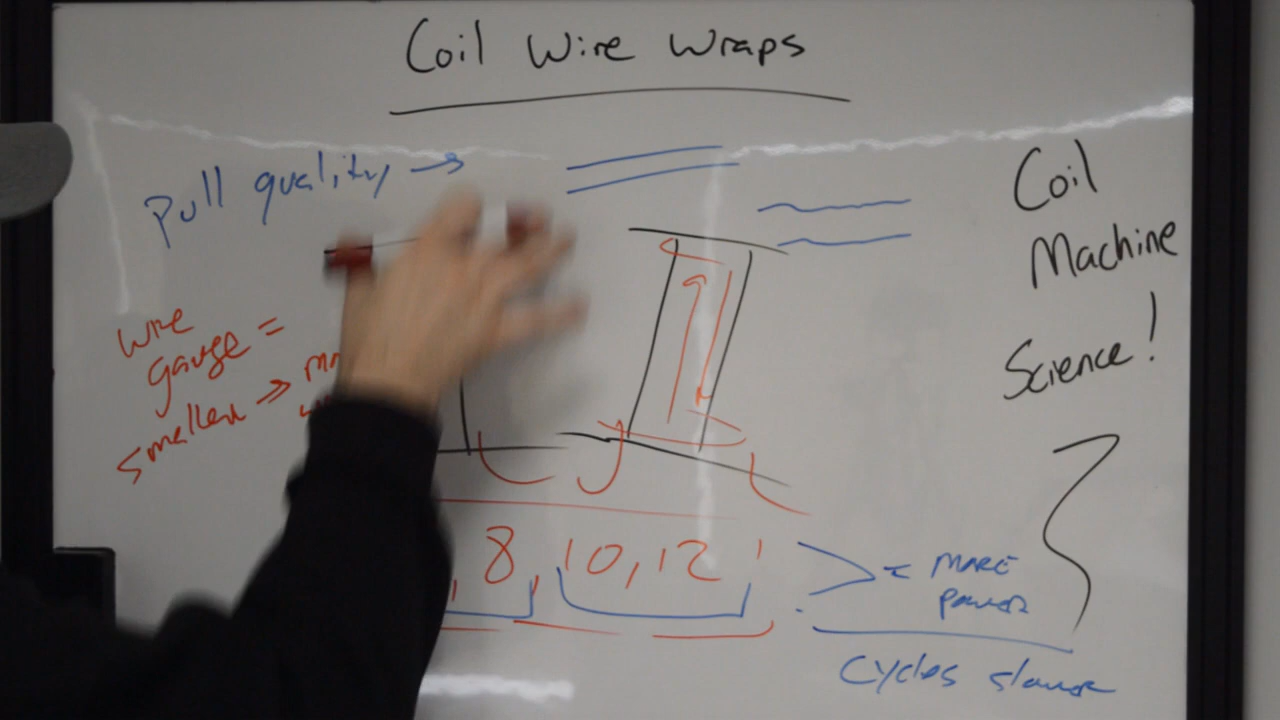 Coil Wire Wraps
Pull quality →
Coil
Machine
Science!
Wire
gauge =
smaller →
8, 10, 12
= more
power
Cycles slower